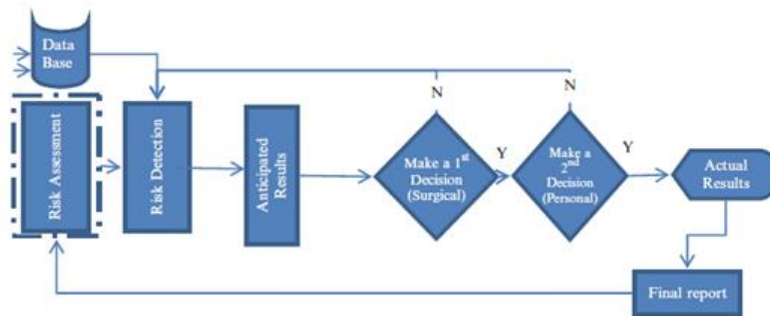 Data
Base
Risk Assessment
Risk Detection
Anticipated
Results
N
Make a 1st
Decision
(Surgical)
Y
N
Make a
2nd
Decision
(Personal)
Y
Actual
Results
Final report